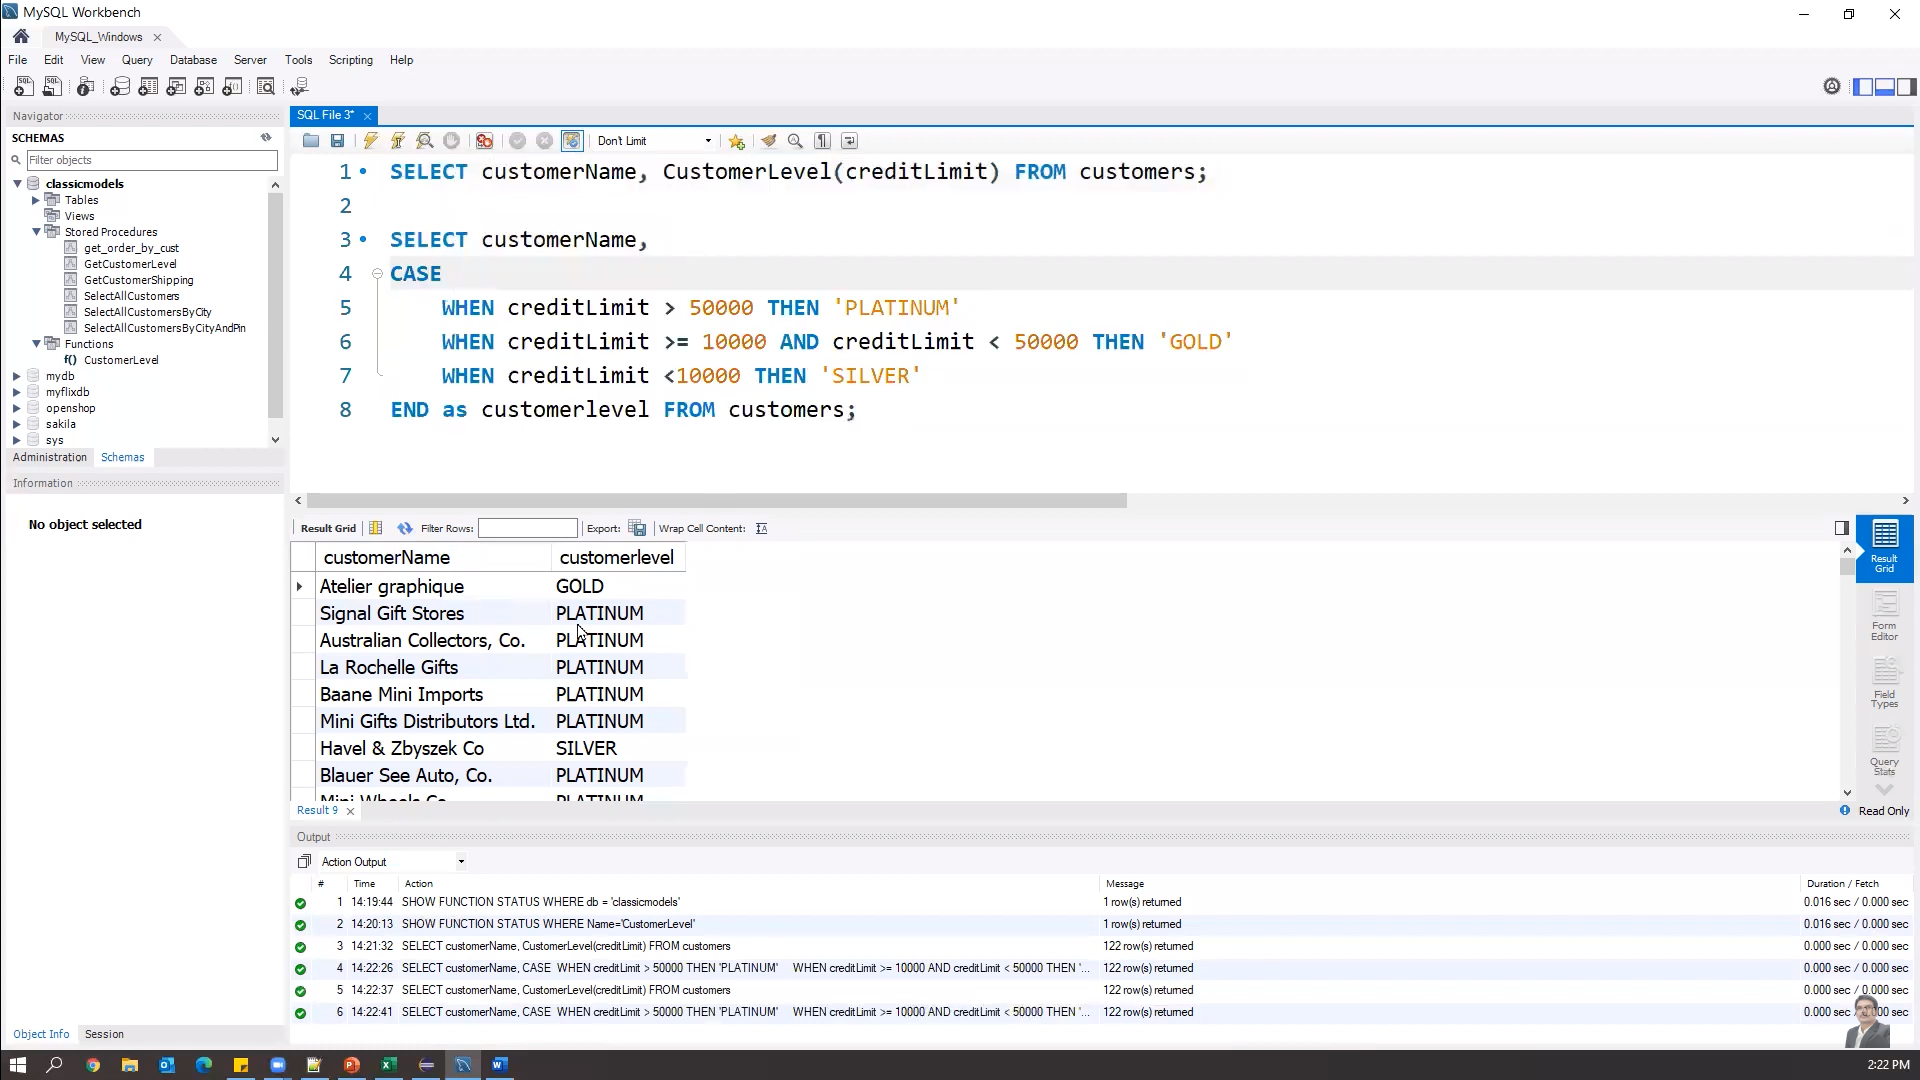 MySQL Workbench
MySQL_Windows
File Edit View Query Database Server Tools Scripting Help
Navigator
SCHEMAS
Filter objects
classicmodels
Tables
Views
Stored Procedures
get_order_by_cust
GetCustomerLevel
GetCustomerShipping
SelectAllCustomers
SelectAllCustomersByCity
SelectAllCustomersByCityAndPin
Functions
f() CustomerLevel
mydb
myflixdb
openshop
sakila
sys
Administration Schemas
Information
No object selected
Object Info Session
SQL File 3*
Don't Limit
1 SELECT customerName, CustomerLevel(creditLimit) FROM customers;
2
3 SELECT customerName,
4 CASE
5 WHEN creditLimit > 50000 THEN 'PLATINUM'
6 WHEN creditLimit >= 10000 AND creditLimit < 50000 THEN 'GOLD'
7 WHEN creditLimit <10000 THEN 'SILVER'
8 END as customerlevel FROM customers;
Result Grid Filter Rows: Export: Wrap Cell Content:
customerName customerlevel
Atelier graphique GOLD
Signal Gift Stores PLATINUM
Australian Collectors, Co. PLATINUM
La Rochelle Gifts PLATINUM
Baane Mini Imports PLATINUM
Mini Gifts Distributors Ltd. PLATINUM
Havel & Zbyszek Co SILVER
Blauer See Auto, Co. PLATINUM
Mini Wheels Co. PLATINUM
Result Grid
Form Editor
Field Types
Query Stats
Result 9
Read Only
Output
Action Output
# Time Action Message Duration / Fetch
1 14:19:44 SHOW FUNCTION STATUS WHERE db = 'classicmodels' 1 row(s) returned 0.016 sec / 0.000 sec
2 14:20:13 SHOW FUNCTION STATUS WHERE Name='CustomerLevel' 1 row(s) returned 0.016 sec / 0.000 sec
3 14:21:32 SELECT customerName, CustomerLevel(creditLimit) FROM customers 122 row(s) returned 0.000 sec / 0.000 sec
4 14:22:26 SELECT customerName, CASE WHEN creditLimit > 50000 THEN 'PLATINUM' WHEN creditLimit >= 10000 AND creditLimit < 50000 THEN '... 122 row(s) returned 0.000 sec / 0.000 sec
5 14:22:37 SELECT customerName, CustomerLevel(creditLimit) FROM customers 122 row(s) returned 0.000 sec / 0.000 sec
6 14:22:41 SELECT customerName, CASE WHEN creditLimit > 50000 THEN 'PLATINUM' WHEN creditLimit >= 10000 AND creditLimit < 50000 THEN '... 122 row(s) returned 0.000 sec / 0.000 sec
2:22 PM